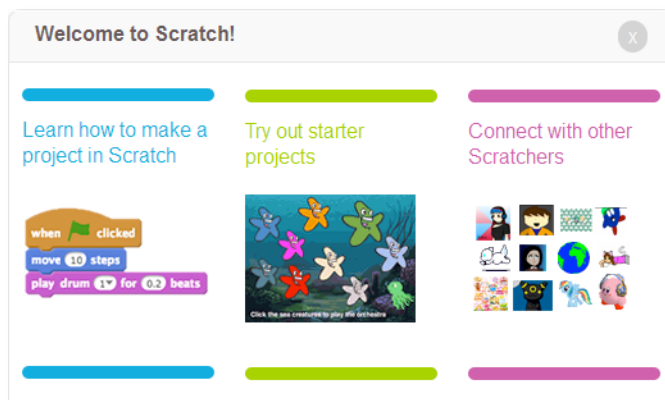 Welcome to Scratch!
x
Learn how to make a
project in Scratch
Try out starter
projects
Connect with other
Scratchers
when clicked
move 10 steps
play drum 1 for 0.2 beats
Click the sea creatures to play the orchestra